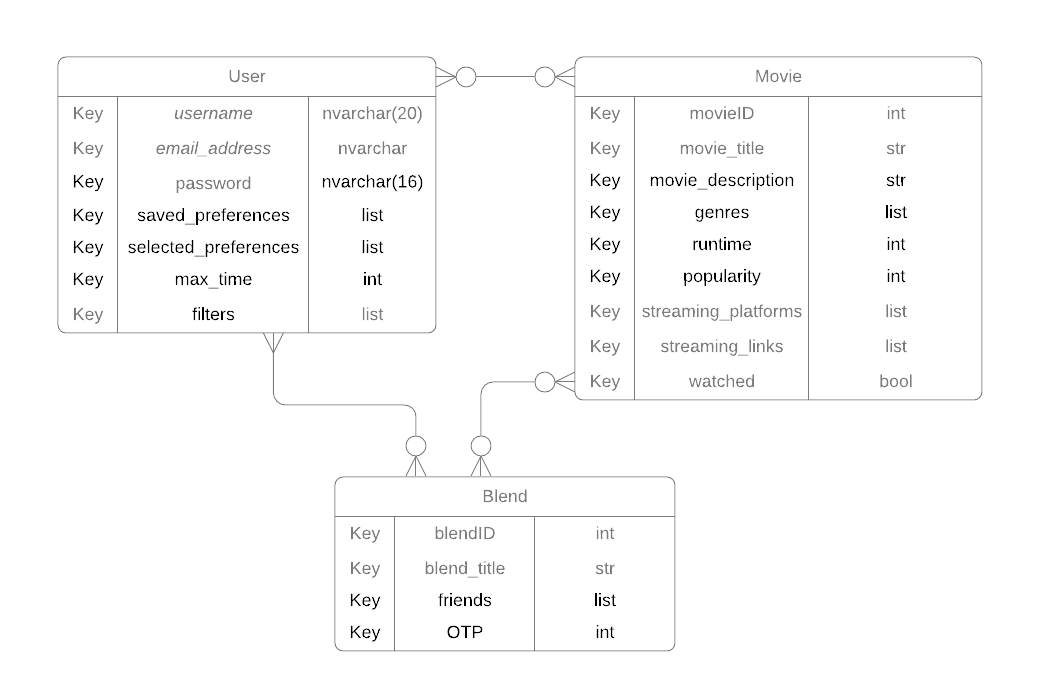 User
Key username nvarchar(20)
Key email_address nvarchar
Key password nvarchar(16)
Key saved_preferences list
Key selected_preferences list
Key max_time int
Key filters list
Movie
Key movieID int
Key movie_title str
Key movie_description str
Key genres list
Key runtime int
Key popularity int
Key streaming_platforms list
Key streaming_links list
Key watched bool
Blend
Key blendID int
Key blend_title str
Key friends list
Key OTP int